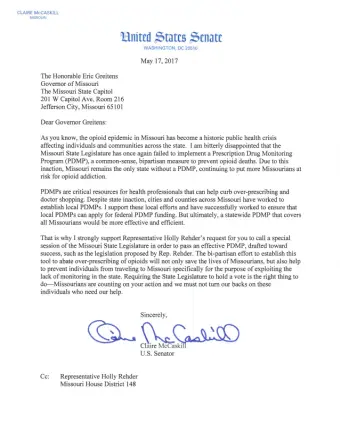 CLAIRE McCASKILL
MISSOURI
United States Senate
WASHINGTON, DC 20510
May 17, 2017
The Honorable Eric Greitens
Governor of Missouri
The Missouri State Capitol
201 W Capitol Ave, Room 216
Jefferson City, Missouri 65101
Dear Governor Greitens:
As you know, the opioid epidemic in Missouri has become a historic public health crisis
affecting individuals and communities across the state. I am bitterly disappointed that the
Missouri State Legislature has once again failed to implement a Prescription Drug Monitoring
Program (PDMP), a common-sense, bipartisan measure to prevent opioid deaths. Due to this
inaction, Missouri remains the only state without a PDMP, continuing to put more Missourians at
risk for opioid addiction.
PDMPs are critical resources for health professionals that can help curb over-prescribing and
doctor shopping. Despite state inaction, cities and counties across Missouri have worked to
establish local PDMPs. I support these local efforts and have successfully worked to ensure that
local PDMPs can apply for federal PDMP funding. But ultimately, a statewide PDMP that covers
all Missourians would be more effective and efficient.
That is why I strongly support Representative Holly Rehder's request for you to call a special
session of the Missouri State Legislature in order to pass an effective PDMP, drafted toward
success, such as the legislation proposed by Rep. Rehder. The bi-partisan effort to establish this
tool to abate over-prescribing of opioids will not only save the lives of Missourians, but also help
to prevent individuals from traveling to Missouri specifically for the purpose of exploiting the
lack of monitoring in the state. Requiring the State Legislature to hold a vote is the right thing to
do—Missourians are counting on your action and we must not turn our backs on these
individuals who need our help.
Sincerely,
Claire McCaskill
Claire McCaskill
U.S. Senator
Cc: Representative Holly Rehder
Missouri House District 148